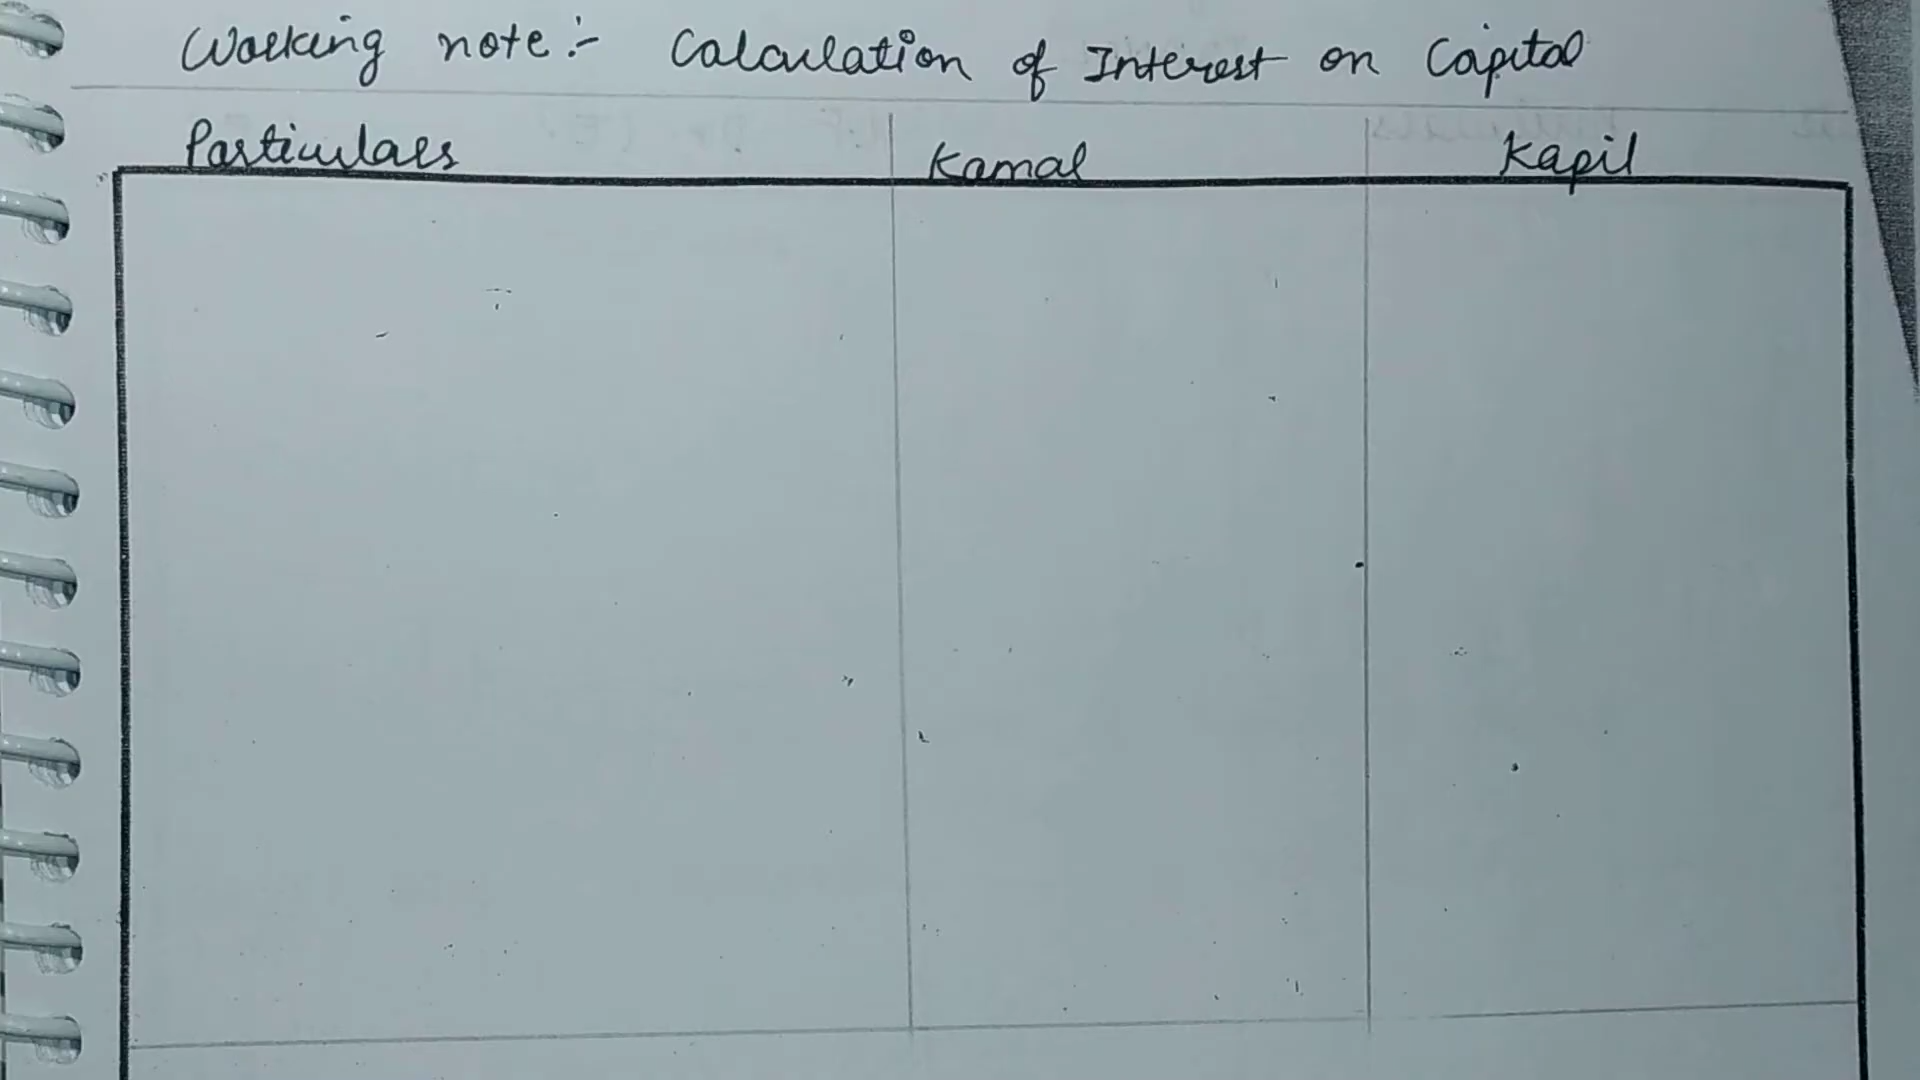 Working note:- Calculation of Interest on Capital
Particulars Kamal Kapil